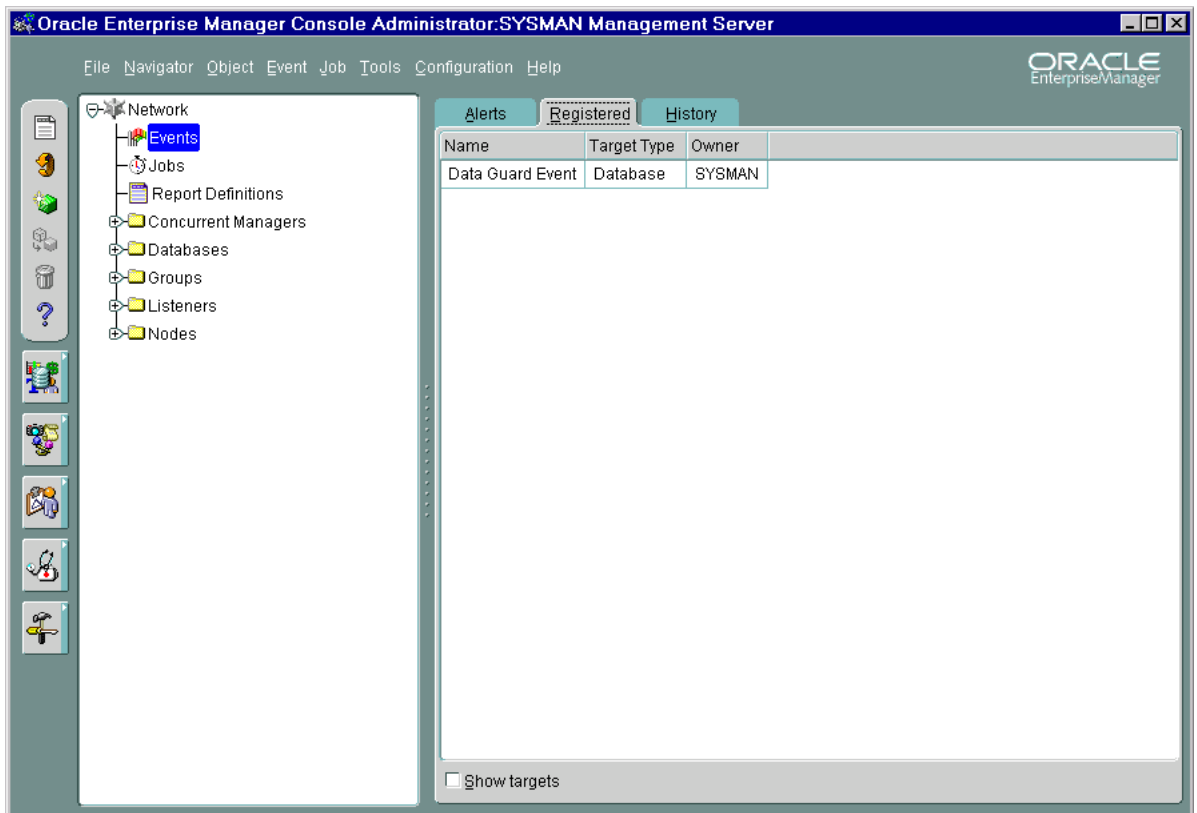 Oracle Enterprise Manager Console Administrator:SYSMAN Management Server
File Navigator Object Event Job Tools Configuration Help
ORACLE
EnterpriseManager
Network
Events
Jobs
Report Definitions
Concurrent Managers
Databases
Groups
Listeners
Nodes
Alerts Registered History
Name Target Type Owner
Data Guard Event Database SYSMAN
Show targets